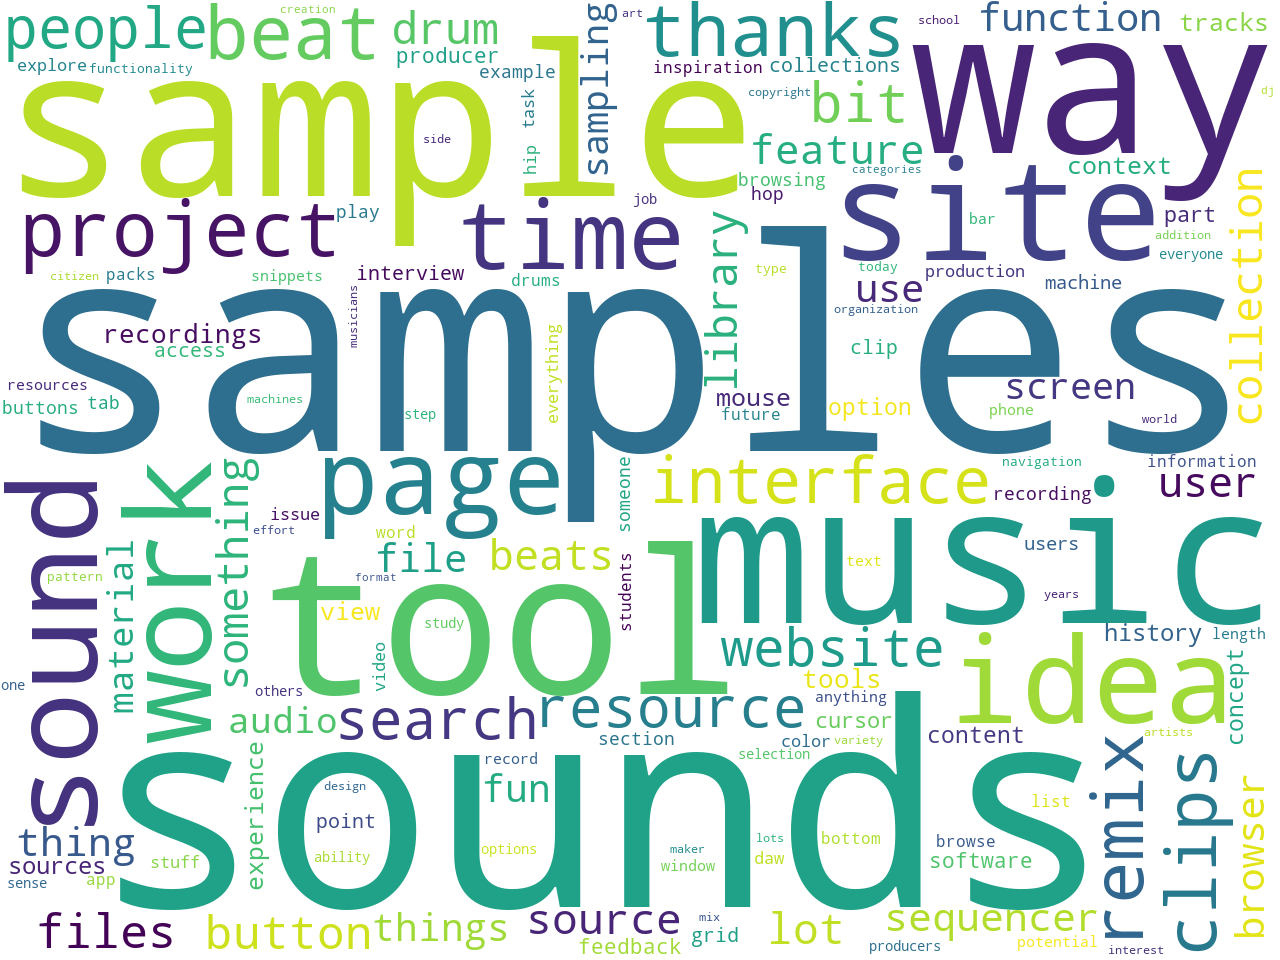 creation
art
school
people
beat
drum
thanks
function
tracks
explore
functionality
producer
example
sampling
inspiration
collections
way
sample
side
task
hip
copyright
bit
dj
feature
context
categories
browsing
site
project
play
time
job
hop
library
bar
part
collection
addition
everyone
citizen
packs
snippets
interview
drums
type
today
production
machine
use
organization
musicians
recordings
access
everything
clip
samples
resources
buttons
tab
machines
step
mouse
future
option
screen
phone
world
sound
work
something
page
someone
interface
navigation
information
recording
user
issue
effort
word
file
beats
music
material
pattern
format
tool
students
view
study
text
users
years
website
history
length
one
others
video
tools
anything
idea
concept
audio
search
resource
cursor
section
color
variety
content
artists
experience
record
selection
remix
clips
browser
sounds
design
fun
point
list
thing
ability
options
maker
lots
bottom
browse
sources
stuff
window
daw
software
sense
app
files
button
things
source
mix
grid
lot
sequencer
feedback
producers
potential
interest